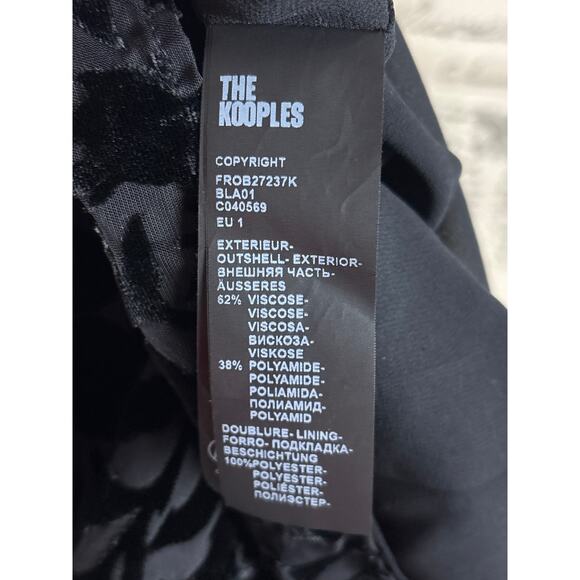 THE
KOOPLES
COPYRIGHT
FROB27237K
BLA01
C040569
EU 1
EXTERIEUR-
OUTSHELL- EXTERIOR-
ВНЕШНЯЯ ЧАСТЬ-
ÄUSSERES
62% VISCOSE-
VISCOSE-
VISCOSA-
ВИСКОЗА-
VISKOSE
38% POLYAMIDE-
POLYAMIDE-
POLIAMIDA-
ПОЛИАМИД-
POLYAMID
DOUBLURE- LINING-
FORRO- ПОДКЛАДКА-
BESCHICHTUNG
100%POLYESTER-
POLYESTER-
POLIÉSTER-
ПОЛИЭСТЕР-